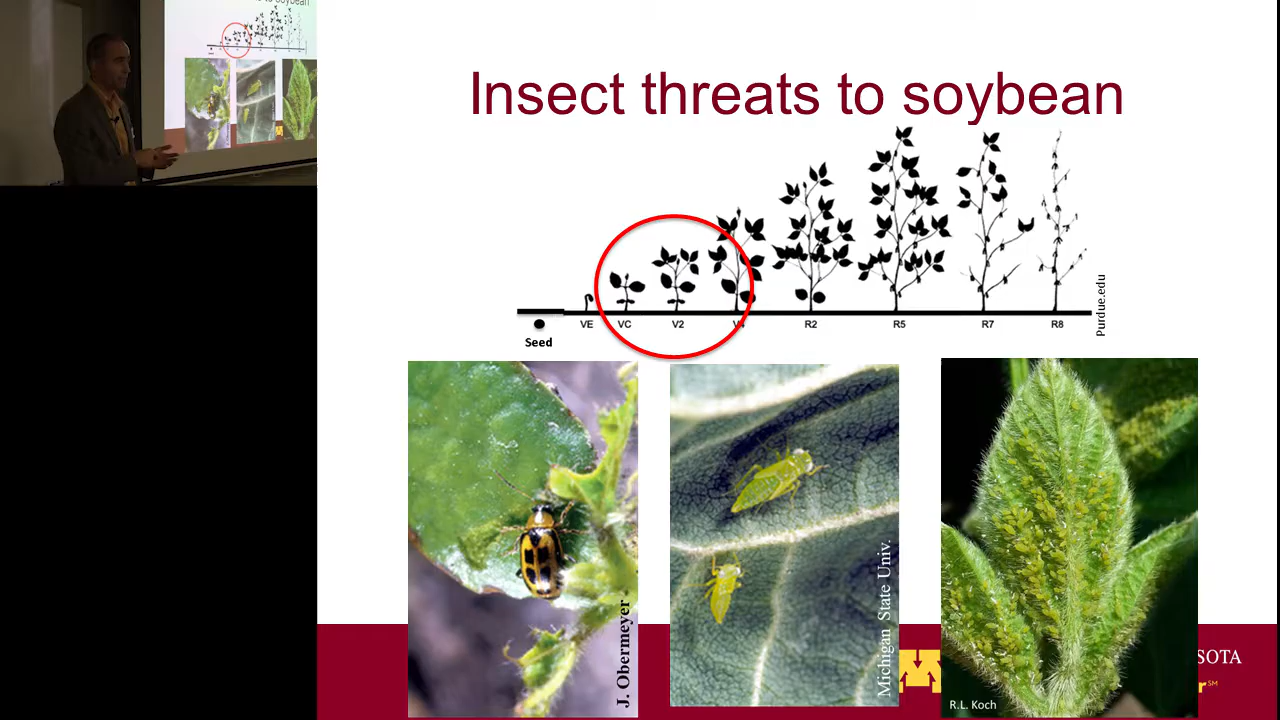 Insect threats to soybean
VE
VC
V2
V4
R2
R5
R7
R8
Seed
Purdue.edu
J. Obermeyer
Michigan State Univ.
R.L. Koch
SOTA
r℠